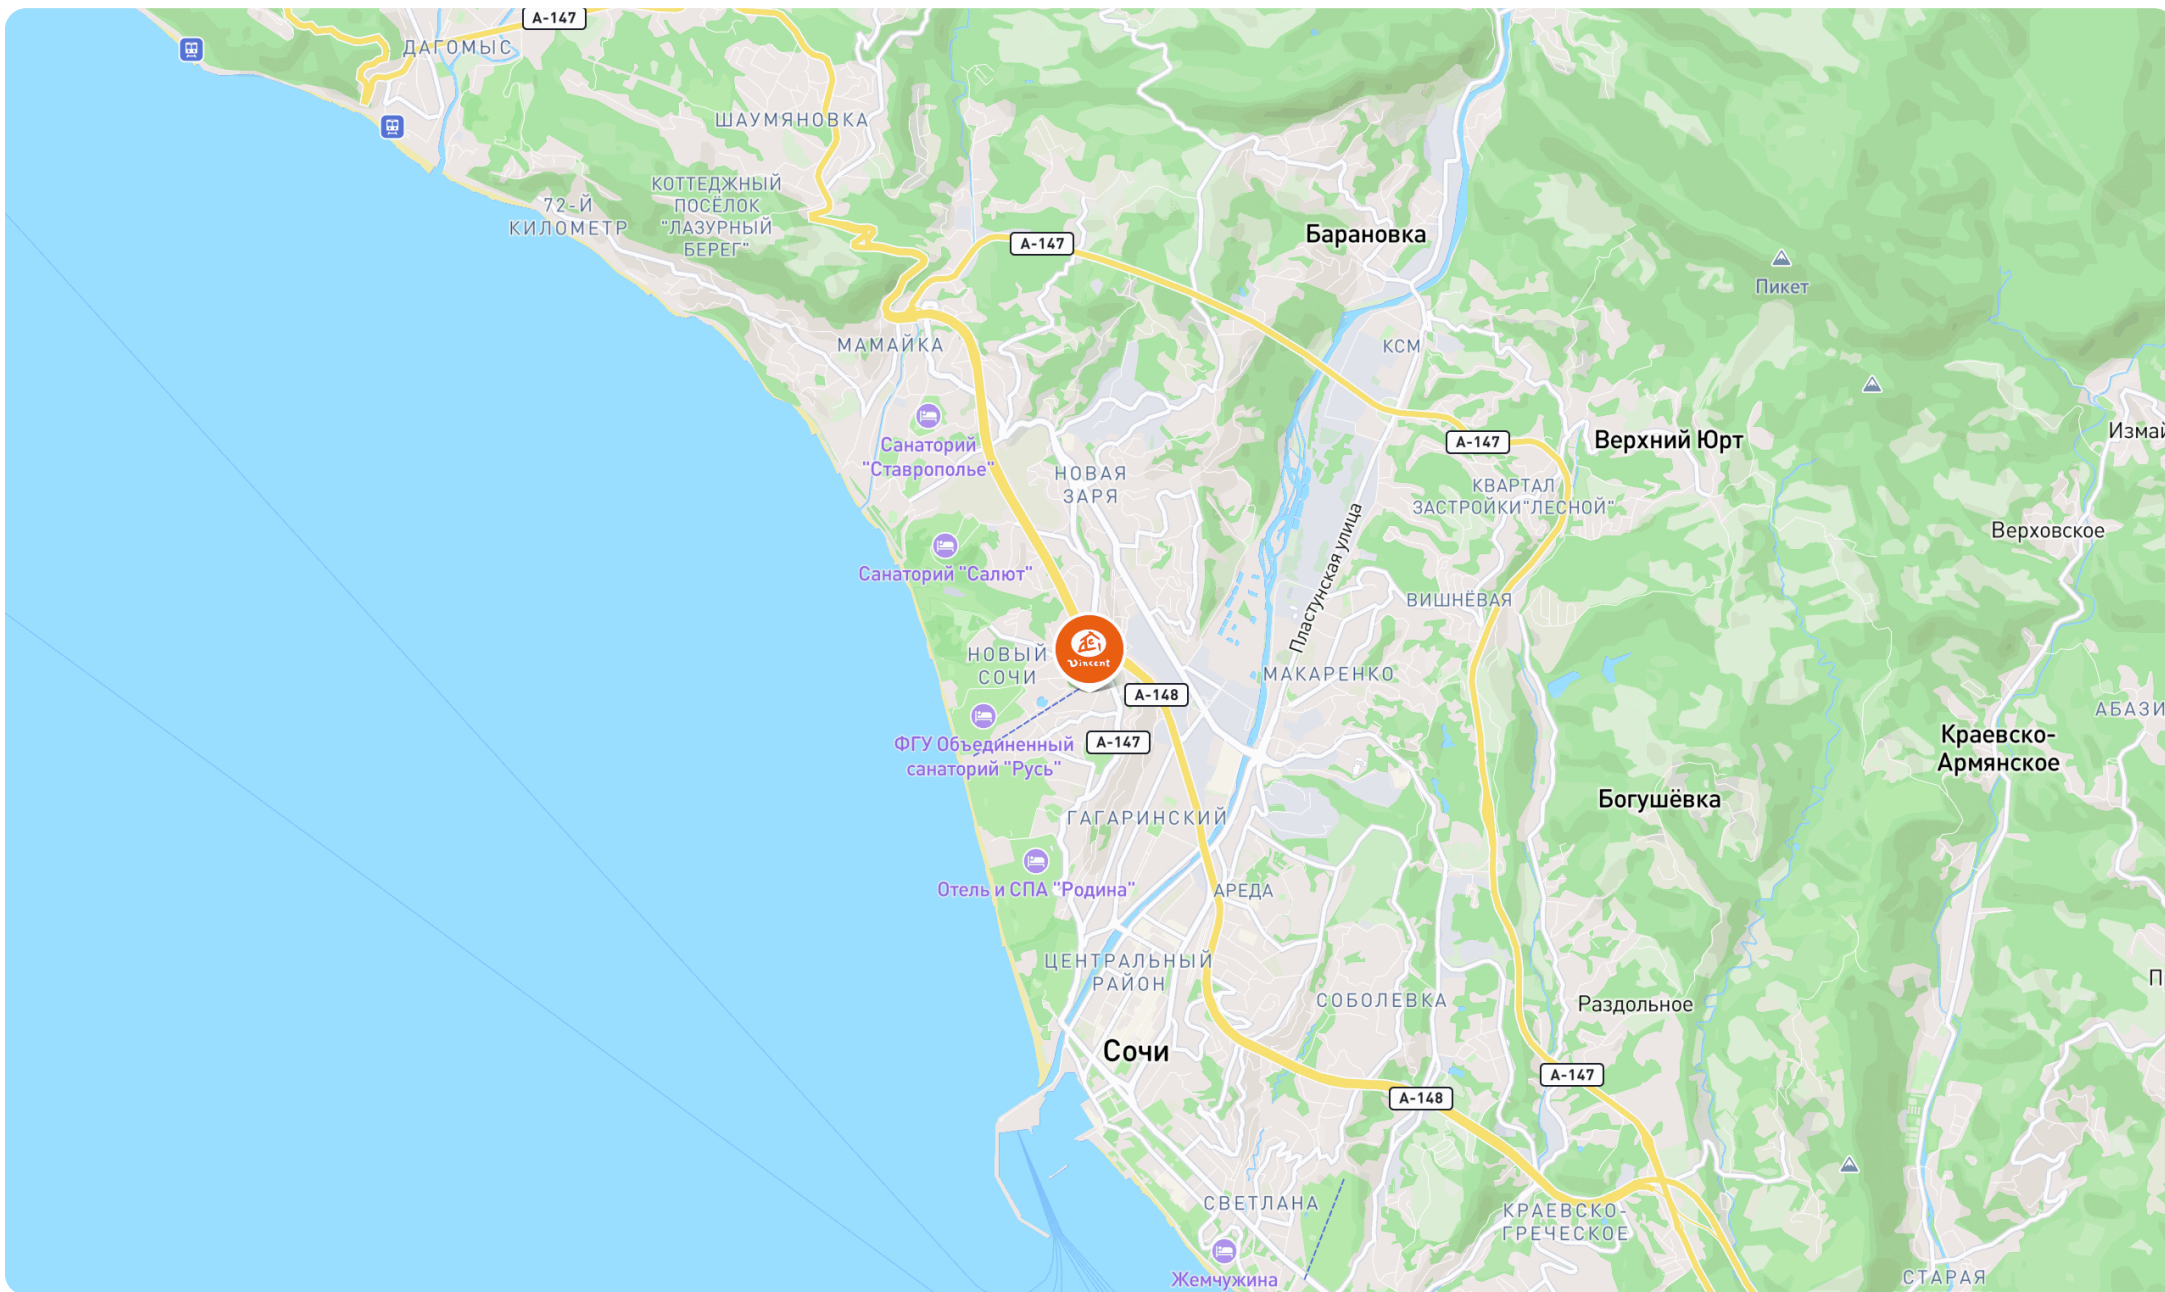 А-147
ДАГОМЫС
ШАУМЯНОВКА
КОТТЕДЖНЫЙ
ПОСЁЛОК
"ЛАЗУРНЫЙ
БЕРЕГ"
72-Й
КИЛОМЕТР
А-147
Барановка
Пикет
МАМАЙКА
КСМ
Санаторий
"Ставрополье"
НОВАЯ
ЗАРЯ
А-147
Верхний Юрт
Измай
КВАРТАЛ
ЗАСТРОЙКИ"ЛЕСНОЙ"
Верховское
Пластунская улица
Санаторий "Салют"
ВИШНЁВАЯ
Vincent
НОВЫЙ
СОЧИ
МАКАРЕНКО
А-148
АБАЗИ
ФГУ Объединенный
санаторий "Русь"
А-147
Краевско-
Армянское
Богушёвка
ГАГАРИНСКИЙ
Отель и СПА "Родина"
АРЕДА
ЦЕНТРАЛЬНЫЙ
РАЙОН
СОБОЛЕВКА
Раздольное
П
Сочи
А-147
А-148
СВЕТЛАНА
КРАЕВСКО-
ГРЕЧЕСКОЕ
Жемчужина
СТАРАЯ